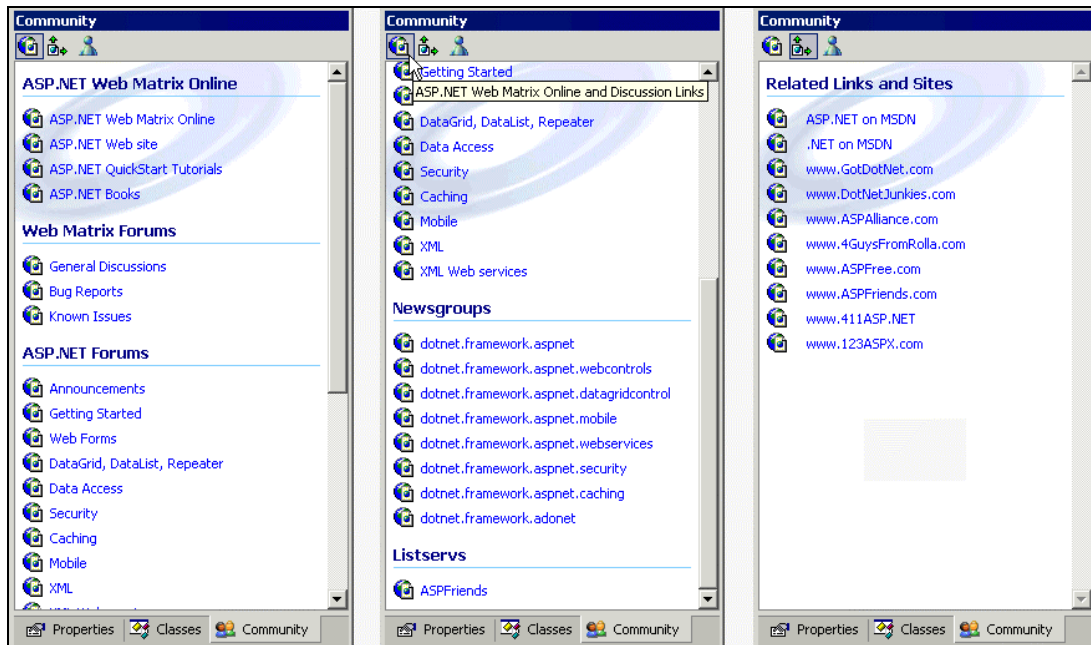 Community
ASP.NET Web Matrix Online
ASP.NET Web Matrix Online
ASP.NET Web site
ASP.NET QuickStart Tutorials
ASP.NET Books
Web Matrix Forums
General Discussions
Bug Reports
Known Issues
ASP.NET Forums
Announcements
Getting Started
Web Forms
DataGrid, DataList, Repeater
Data Access
Security
Caching
Mobile
XML
Properties
Classes
Community
Community
Getting Started
ASP.NET Web Matrix Online and Discussion Links
DataGrid, DataList, Repeater
Data Access
Security
Caching
Mobile
XML
XML Web services
Newsgroups
dotnet.framework.aspnet
dotnet.framework.aspnet.webcontrols
dotnet.framework.aspnet.datagridcontrol
dotnet.framework.aspnet.mobile
dotnet.framework.aspnet.webservices
dotnet.framework.aspnet.security
dotnet.framework.aspnet.caching
dotnet.framework.adonet
Listservs
ASPFriends
Properties
Classes
Community
Community
Related Links and Sites
ASP.NET on MSDN
.NET on MSDN
www.GotDotNet.com
www.DotNetJunkies.com
www.ASPAlliance.com
www.4GuysFromRolla.com
www.ASPFree.com
www.ASPFriends.com
www.411ASP.NET
www.123ASPX.com
Properties
Classes
Community